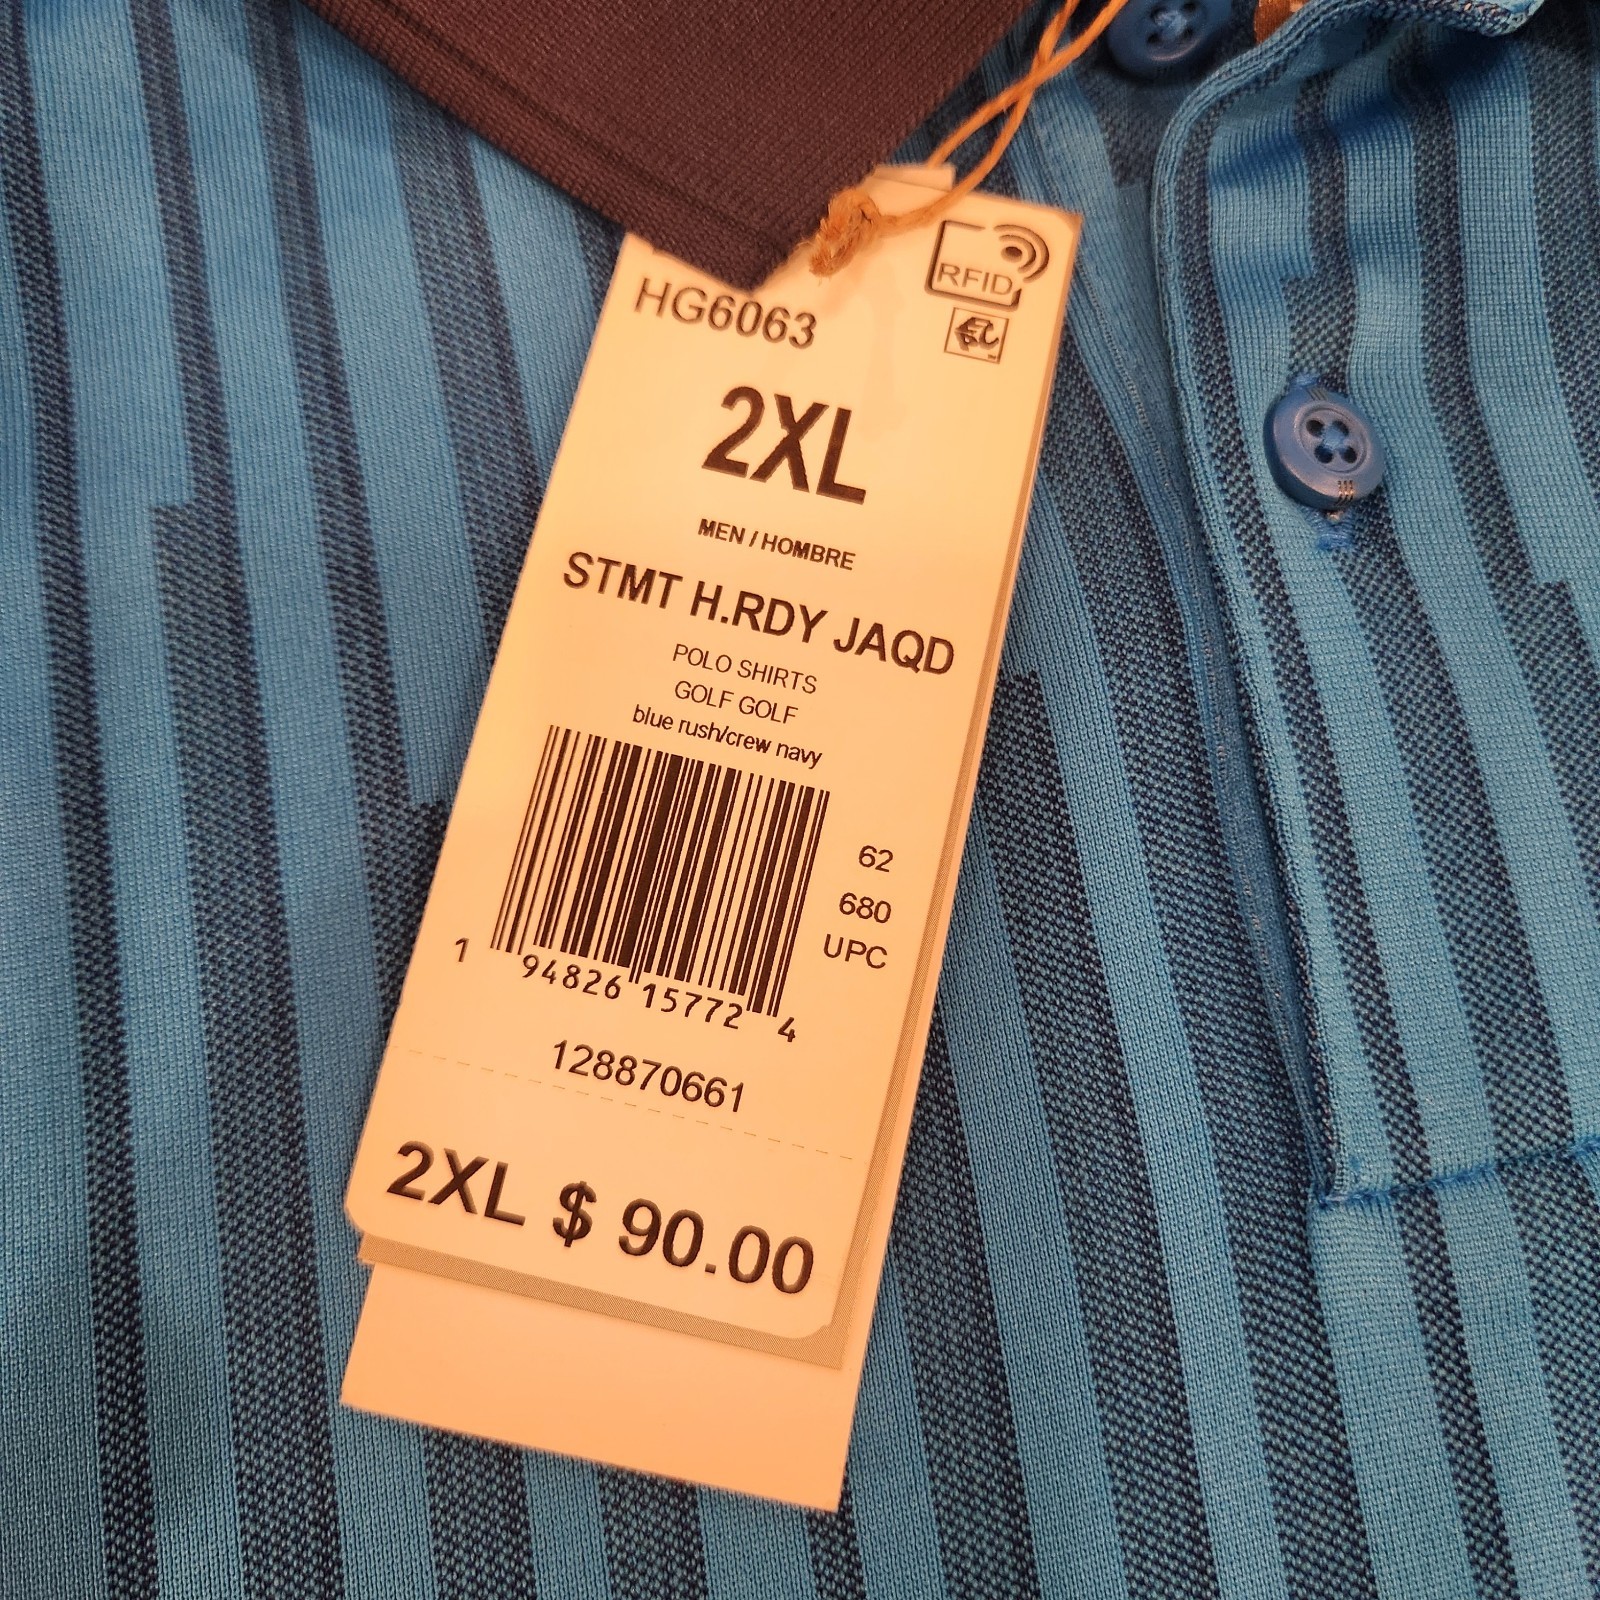 RFID
HG6063
2XL
MEN / HOMBRE
STMT H.RDY JAQD
POLO SHIRTS
GOLF GOLF
blue rush/crew navy
62
680
UPC
1 94826 15772 4
128870661
2XL $ 90.00